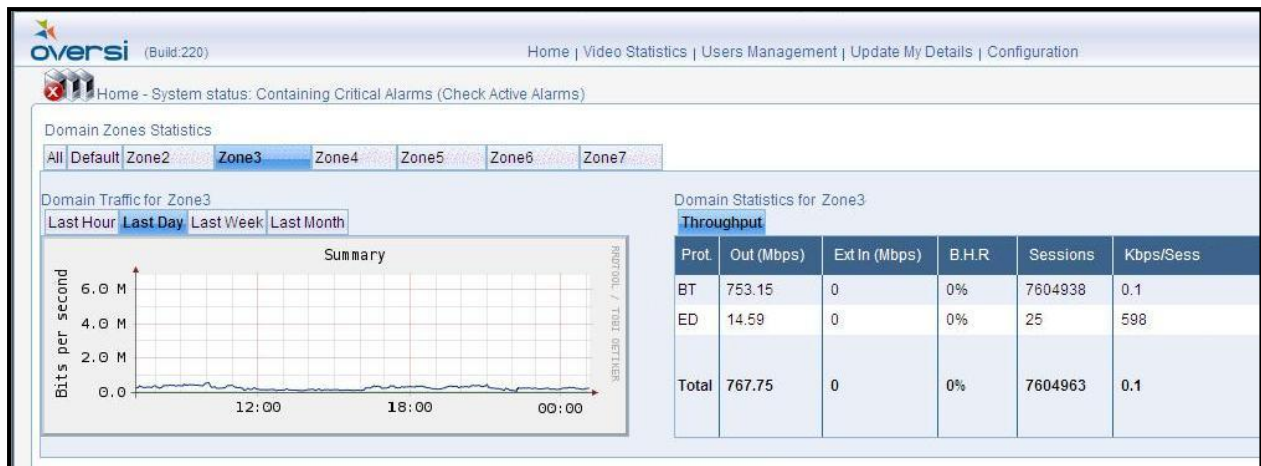 oversi (Build:220)
Home | Video Statistics | Users Management | Update My Details | Configuration
Home - System status: Containing Critical Alarms (Check Active Alarms)
Domain Zones Statistics
All Default Zone2 Zone3 Zone4 Zone5 Zone6 Zone7
Domain Traffic for Zone3
Last Hour Last Day Last Week Last Month
Summary
Bits per second
6.0 M
4.0 M
2.0 M
0.0
12:00 18:00 00:00
RRDTOOL / TOBI OETIKER
Domain Statistics for Zone3
Throughput
Prot. Out (Mbps) Ext In (Mbps) B.H.R Sessions Kbps/Sess
BT 753.15 0 0% 7604938 0.1
ED 14.59 0 0% 25 598
Total 767.75 0 0% 7604963 0.1